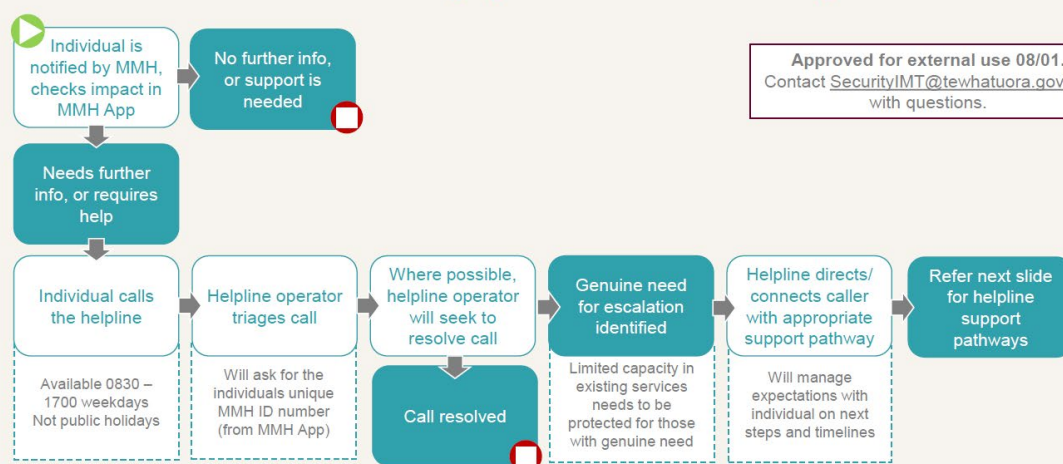 Individual is
notified by MMH,
checks impact in
MMH App
No further info,
or support is
needed
Approved for external use 08/01.
Contact SecurityIMT@tewhatuora.gov
with questions.
Needs further
info, or requires
help
Individual calls
the helpline
Helpline operator
triages call
Where possible,
helpline operator
will seek to
resolve call
Genuine need
for escalation
identified
Helpline directs/
connects caller
with appropriate
support pathway
Refer next slide
for helpline
support
pathways
Available 0830 –
1700 weekdays
Not public holidays
Will ask for the
individuals unique
MMH ID number
(from MMH App)
Call resolved
Limited capacity in
existing services
needs to be
protected for those
with genuine need
Will manage
expectations with
individual on next
steps and timelines